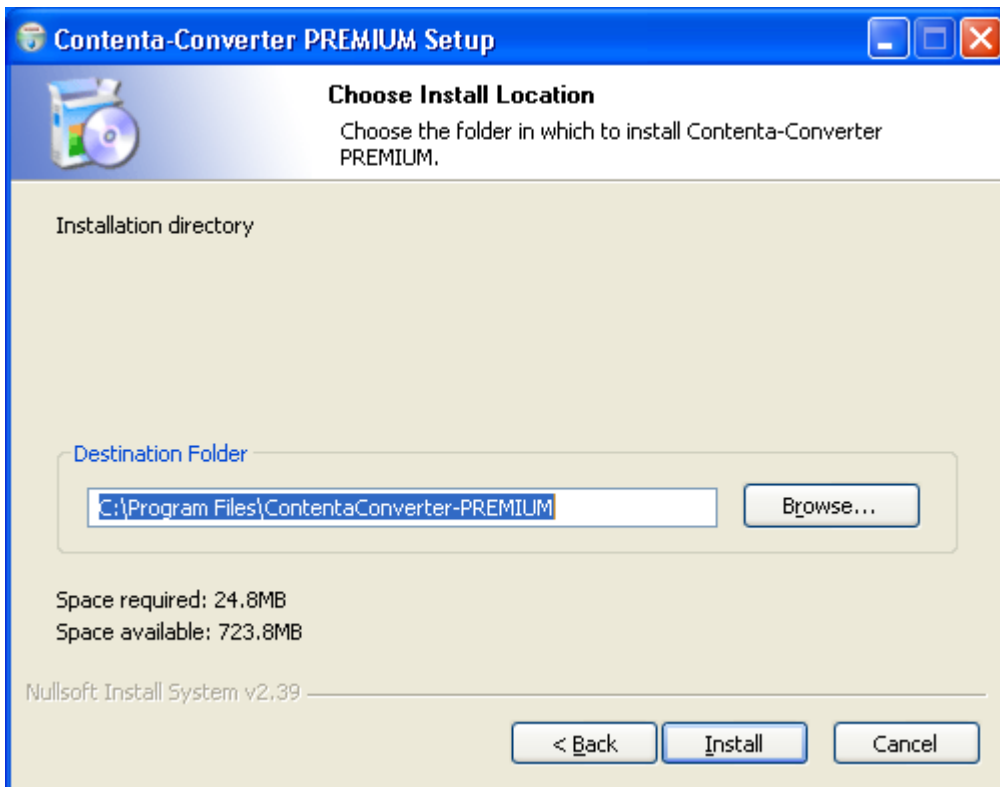 Contenta-Converter PREMIUM Setup
Choose Install Location
Choose the folder in which to install Contenta-Converter
PREMIUM.
Installation directory
Destination Folder
C:\Program Files\ContentaConverter-PREMIUM
Browse...
Space required: 24.8MB
Space available: 723.8MB
Nullsoft Install System v2.39
< Back
Install
Cancel